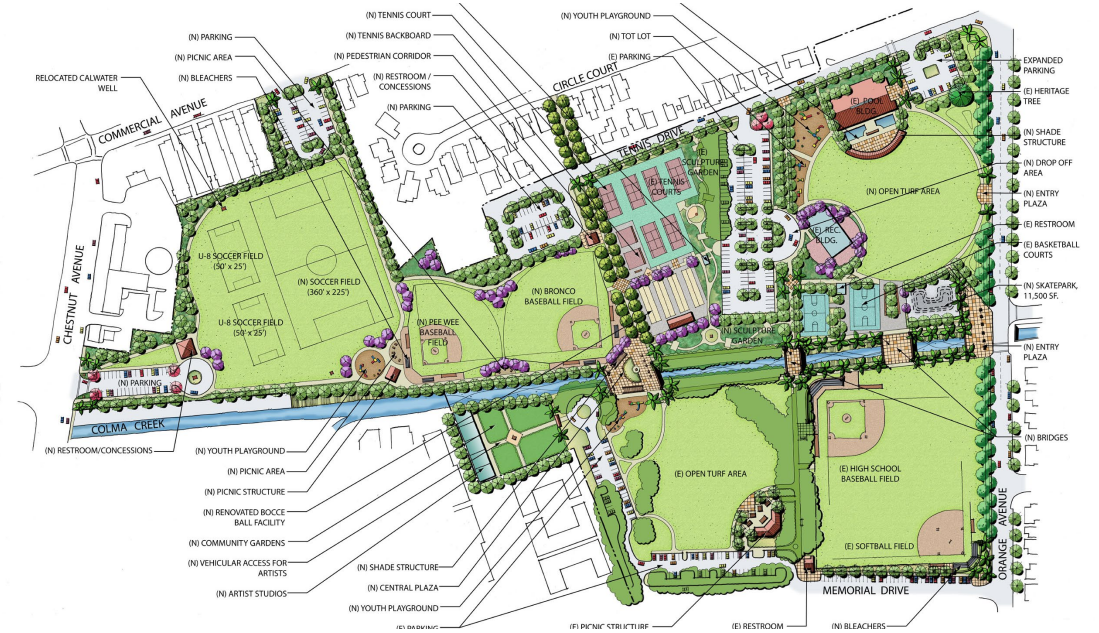 (N) TENNIS COURT
(N) TENNIS BACKBOARD
(N) PEDESTRIAN CORRIDOR
(N) RESTROOM /
CONCESSIONS
(N) PARKING
(N) PARKING
(N) PICNIC AREA
(N) BLEACHERS
RELOCATED CALWATER
WELL
COMMERCIAL AVENUE
CIRCLE COURT
TENNIS DRIVE
(N) YOUTH PLAYGROUND
(N) TOT LOT
(E) PARKING
EXPANDED
PARKING
(E) HERITAGE
TREE
(N) SHADE
STRUCTURE
(N) DROP OFF
AREA
(N) ENTRY
PLAZA
(E) RESTROOM
(E) BASKETBALL
COURTS
(N) SKATEPARK,
11,500 SF.
(N) ENTRY
PLAZA
(N) BRIDGES
(E) POOL
BLDG.
(E)
SCULPTURE
GARDEN
(E) TENNIS
COURTS
(N) OPEN TURF AREA
(E) REC.
BLDG.
U-8 SOCCER FIELD
(50' x 25')
(N) SOCCER FIELD
(360' x 225')
U-8 SOCCER FIELD
(50' x 25')
(N) BRONCO
BASEBALL FIELD
(N) PEE WEE
BASEBALL
FIELD
(N) SCULPTURE
GARDEN
CHESTNUT AVENUE
(N) PARKING
COLMA CREEK
(N) RESTROOM/CONCESSIONS
(N) YOUTH PLAYGROUND
(N) PICNIC AREA
(N) PICNIC STRUCTURE
(N) RENOVATED BOCCE
BALL FACILITY
(N) COMMUNITY GARDENS
(N) VEHICULAR ACCESS FOR
ARTISTS
(N) ARTIST STUDIOS
(N) SHADE STRUCTURE
(N) CENTRAL PLAZA
(N) YOUTH PLAYGROUND
(E) PARKING
(E) OPEN TURF AREA
(E) HIGH SCHOOL
BASEBALL FIELD
(E) SOFTBALL FIELD
ORANGE AVENUE
MEMORIAL DRIVE
(E) PICNIC STRUCTURE
(E) RESTROOM
(N) BLEACHERS